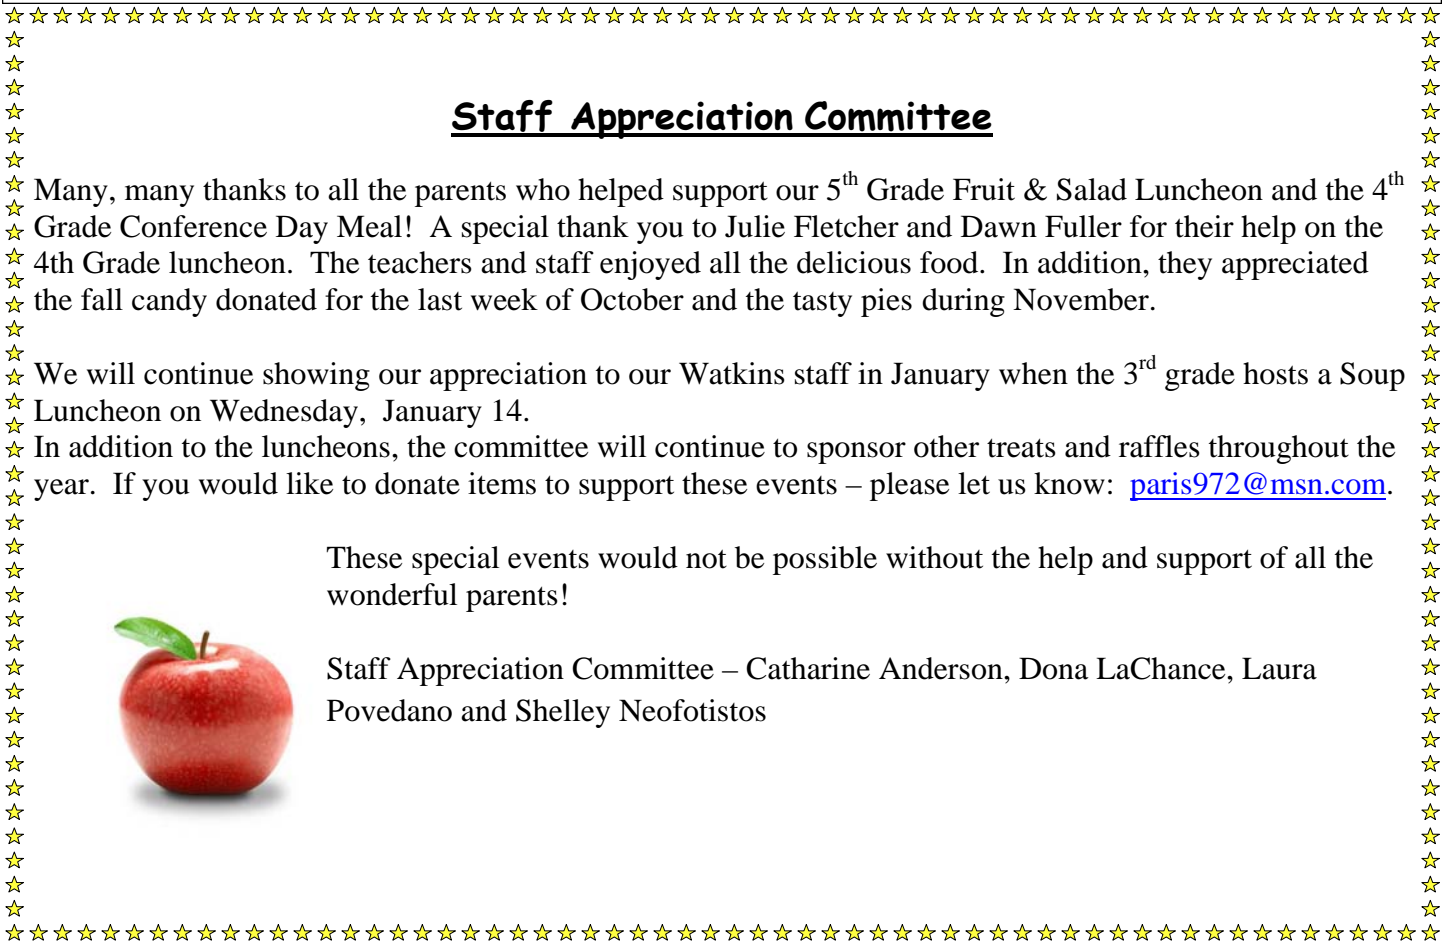 Staff Appreciation Committee
Many, many thanks to all the parents who helped support our 5th Grade Fruit & Salad Luncheon and the 4th
Grade Conference Day Meal!  A special thank you to Julie Fletcher and Dawn Fuller for their help on the
4th Grade luncheon.  The teachers and staff enjoyed all the delicious food.  In addition, they appreciated
the fall candy donated for the last week of October and the tasty pies during November.
We will continue showing our appreciation to our Watkins staff in January when the 3rd grade hosts a Soup
Luncheon on Wednesday,  January 14.
In addition to the luncheons, the committee will continue to sponsor other treats and raffles throughout the
year.  If you would like to donate items to support these events – please let us know:  paris972@msn.com.
These special events would not be possible without the help and support of all the
wonderful parents!
Staff Appreciation Committee – Catharine Anderson, Dona LaChance, Laura
Povedano and Shelley Neofotistos